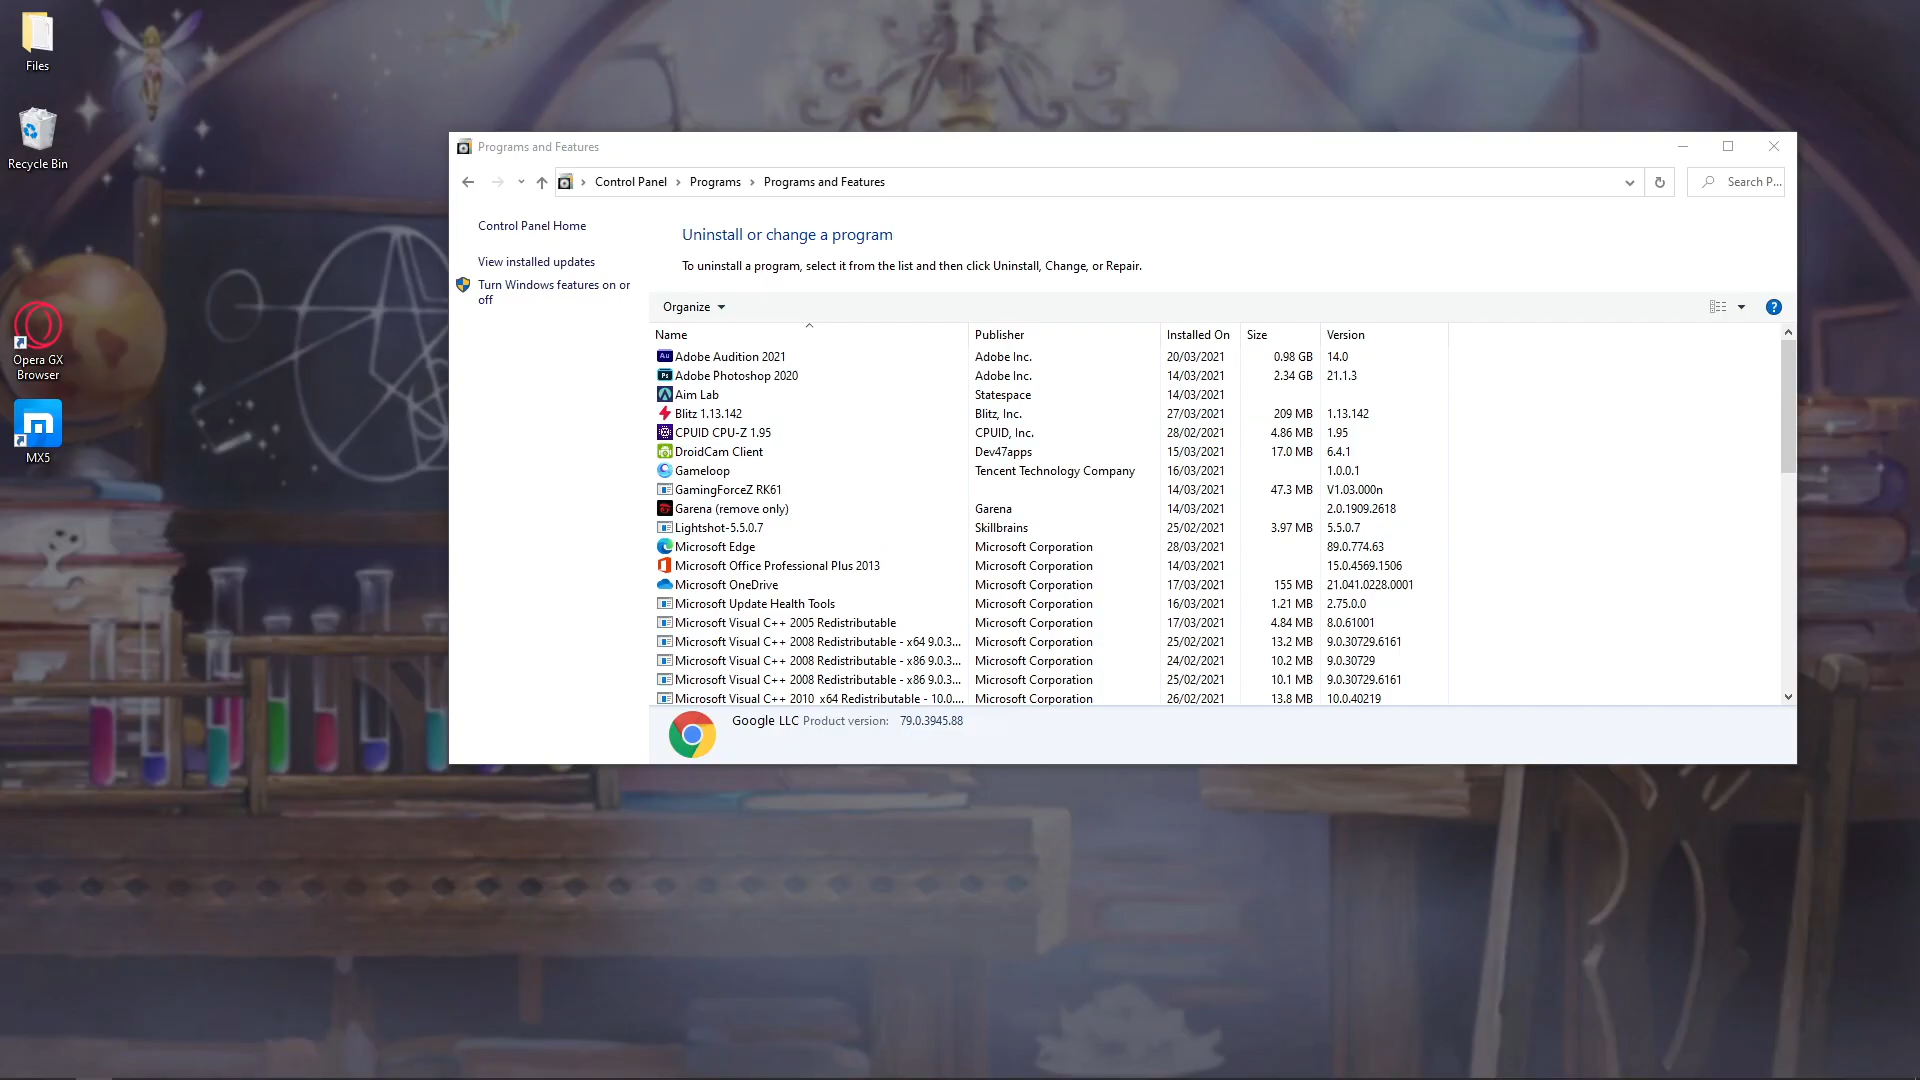 Files
Recycle Bin
Opera GX
Browser
MX5
Programs and Features
Control Panel > Programs > Programs and Features
Search P...
Control Panel Home
View installed updates
Turn Windows features on or
off
Uninstall or change a program
To uninstall a program, select it from the list and then click Uninstall, Change, or Repair.
Organize
Name Publisher Installed On Size Version
Adobe Audition 2021 Adobe Inc. 20/03/2021 0.98 GB 14.0
Adobe Photoshop 2020 Adobe Inc. 14/03/2021 2.34 GB 21.1.3
Aim Lab Statespace 14/03/2021
Blitz 1.13.142 Blitz, Inc. 27/03/2021 209 MB 1.13.142
CPUID CPU-Z 1.95 CPUID, Inc. 28/02/2021 4.86 MB 1.95
DroidCam Client Dev47apps 15/03/2021 17.0 MB 6.4.1
Gameloop Tencent Technology Company 16/03/2021 1.0.0.1
GamingForceZ RK61 14/03/2021 47.3 MB V1.03.000n
Garena (remove only) Garena 14/03/2021 2.0.1909.2618
Lightshot-5.5.0.7 Skillbrains 25/02/2021 3.97 MB 5.5.0.7
Microsoft Edge Microsoft Corporation 28/03/2021 89.0.774.63
Microsoft Office Professional Plus 2013 Microsoft Corporation 14/03/2021 15.0.4569.1506
Microsoft OneDrive Microsoft Corporation 17/03/2021 155 MB 21.041.0228.0001
Microsoft Update Health Tools Microsoft Corporation 16/03/2021 1.21 MB 2.75.0.0
Microsoft Visual C++ 2005 Redistributable Microsoft Corporation 17/03/2021 4.84 MB 8.0.61001
Microsoft Visual C++ 2008 Redistributable - x64 9.0.3... Microsoft Corporation 25/02/2021 13.2 MB 9.0.30729.6161
Microsoft Visual C++ 2008 Redistributable - x86 9.0.3... Microsoft Corporation 24/02/2021 10.2 MB 9.0.30729
Microsoft Visual C++ 2008 Redistributable - x86 9.0.3... Microsoft Corporation 25/02/2021 10.1 MB 9.0.30729.6161
Microsoft Visual C++ 2010 x64 Redistributable - 10.0.... Microsoft Corporation 26/02/2021 13.8 MB 10.0.40219
Google LLC Product version: 79.0.3945.88